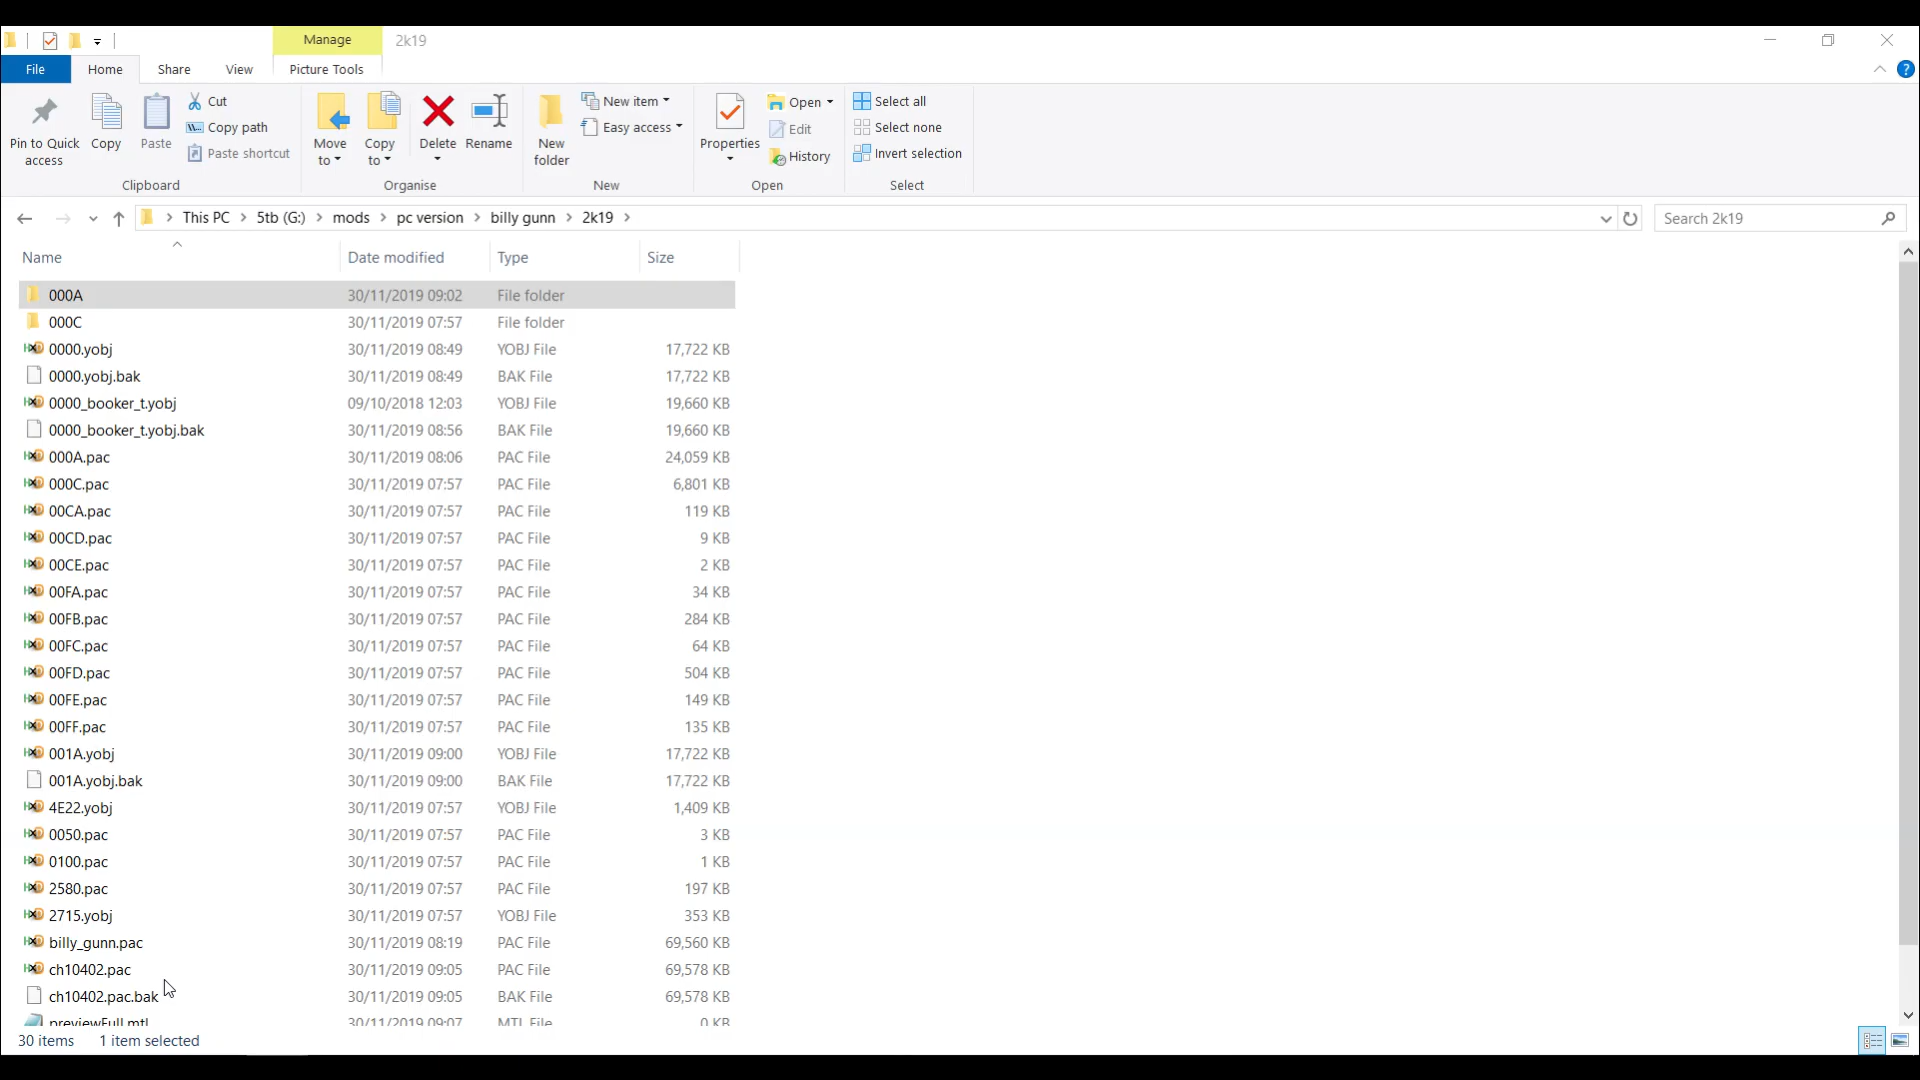 Manage 2k19
File Home Share View Picture Tools
Pin to Quick access
Copy
Paste
Cut
Copy path
Paste shortcut
Clipboard
Move to
Copy to
Delete
Rename
Organise
New folder
New item
Easy access
New
Properties
Open
Edit
History
Open
Select all
Select none
Invert selection
Select
This PC > 5tb (G:) > mods > pc version > billy gunn > 2k19 >
Search 2k19
Name Date modified Type Size
000A 30/11/2019 09:02 File folder
000C 30/11/2019 07:57 File folder
0000.yobj 30/11/2019 08:49 YOBJ File 17,722 KB
0000.yobj.bak 30/11/2019 08:49 BAK File 17,722 KB
0000_booker_t.yobj 09/10/2018 12:03 YOBJ File 19,660 KB
0000_booker_t.yobj.bak 30/11/2019 08:56 BAK File 19,660 KB
000A.pac 30/11/2019 08:06 PAC File 24,059 KB
000C.pac 30/11/2019 07:57 PAC File 6,801 KB
00CA.pac 30/11/2019 07:57 PAC File 119 KB
00CD.pac 30/11/2019 07:57 PAC File 9 KB
00CE.pac 30/11/2019 07:57 PAC File 2 KB
00FA.pac 30/11/2019 07:57 PAC File 34 KB
00FB.pac 30/11/2019 07:57 PAC File 284 KB
00FC.pac 30/11/2019 07:57 PAC File 64 KB
00FD.pac 30/11/2019 07:57 PAC File 504 KB
00FE.pac 30/11/2019 07:57 PAC File 149 KB
00FF.pac 30/11/2019 07:57 PAC File 135 KB
001A.yobj 30/11/2019 09:00 YOBJ File 17,722 KB
001A.yobj.bak 30/11/2019 09:00 BAK File 17,722 KB
4E22.yobj 30/11/2019 07:57 YOBJ File 1,409 KB
0050.pac 30/11/2019 07:57 PAC File 3 KB
0100.pac 30/11/2019 07:57 PAC File 1 KB
2580.pac 30/11/2019 07:57 PAC File 197 KB
2715.yobj 30/11/2019 07:57 YOBJ File 353 KB
billy_gunn.pac 30/11/2019 08:19 PAC File 69,560 KB
ch10402.pac 30/11/2019 09:05 PAC File 69,578 KB
ch10402.pac.bak 30/11/2019 09:05 BAK File 69,578 KB
previewFull.mtl 30/11/2019 09:07 MTL File 0 KB
30 items 1 item selected